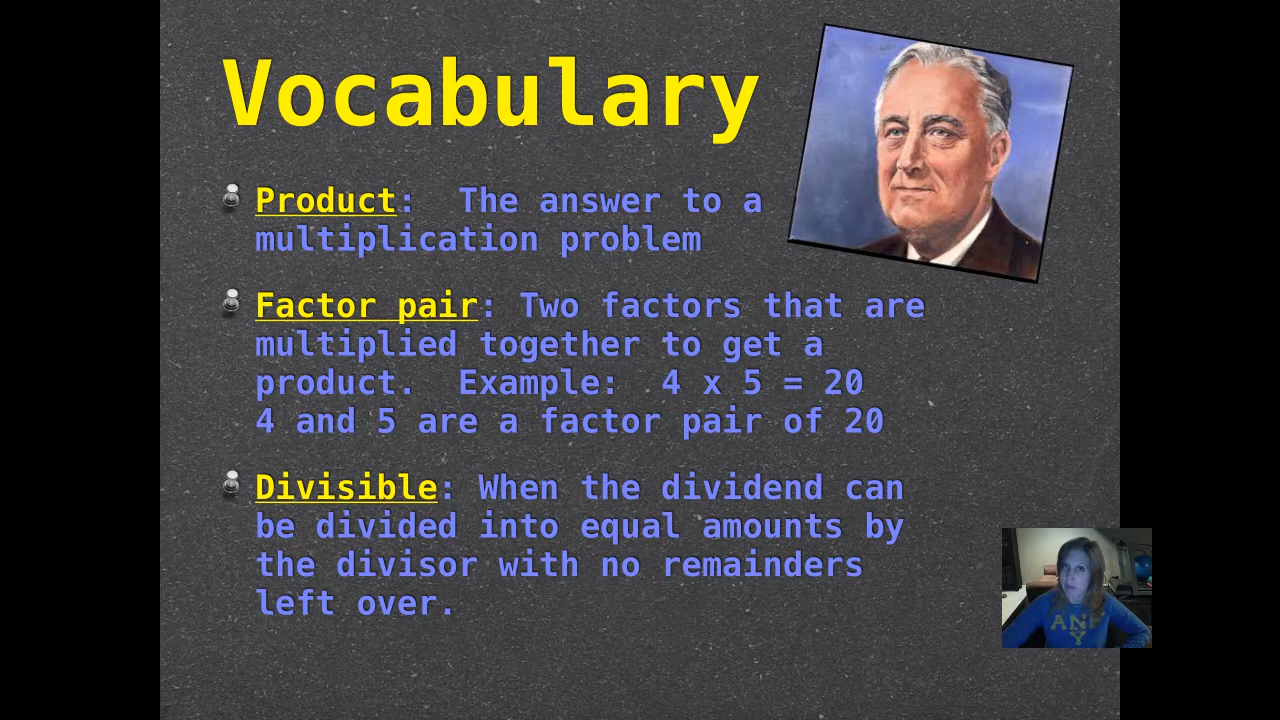 Vocabulary
Product: The answer to a
multiplication problem
Factor pair: Two factors that are
multiplied together to get a
product. Example: 4 x 5 = 20
4 and 5 are a factor pair of 20
Divisible: When the dividend can
be divided into equal amounts by
the divisor with no remainders
left over.